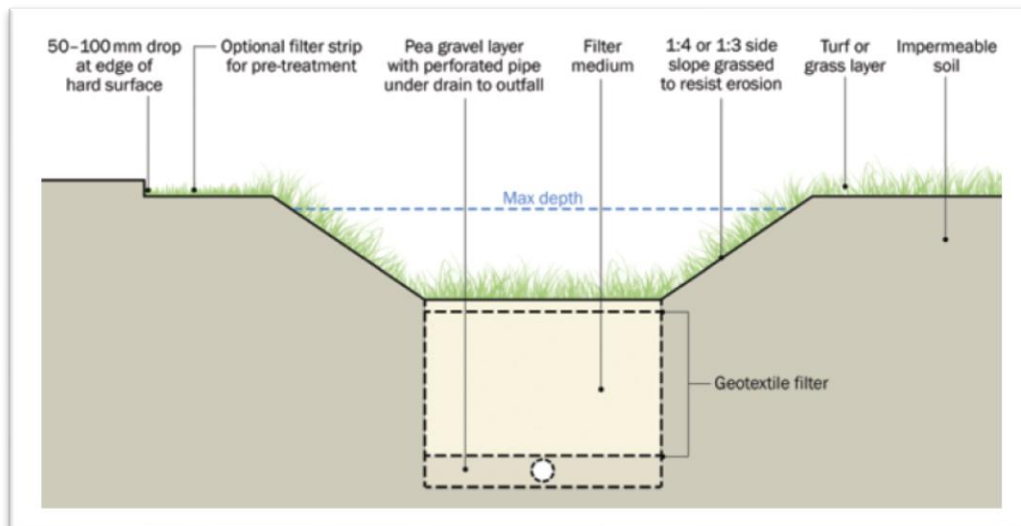 50–100 mm drop
at edge of
hard surface
Optional filter strip
for pre-treatment
Pea gravel layer
with perforated pipe
under drain to outfall
Filter
medium
1:4 or 1:3 side
slope grassed
to resist erosion
Turf or
grass layer
Impermeable
soil
Max depth
Geotextile filter